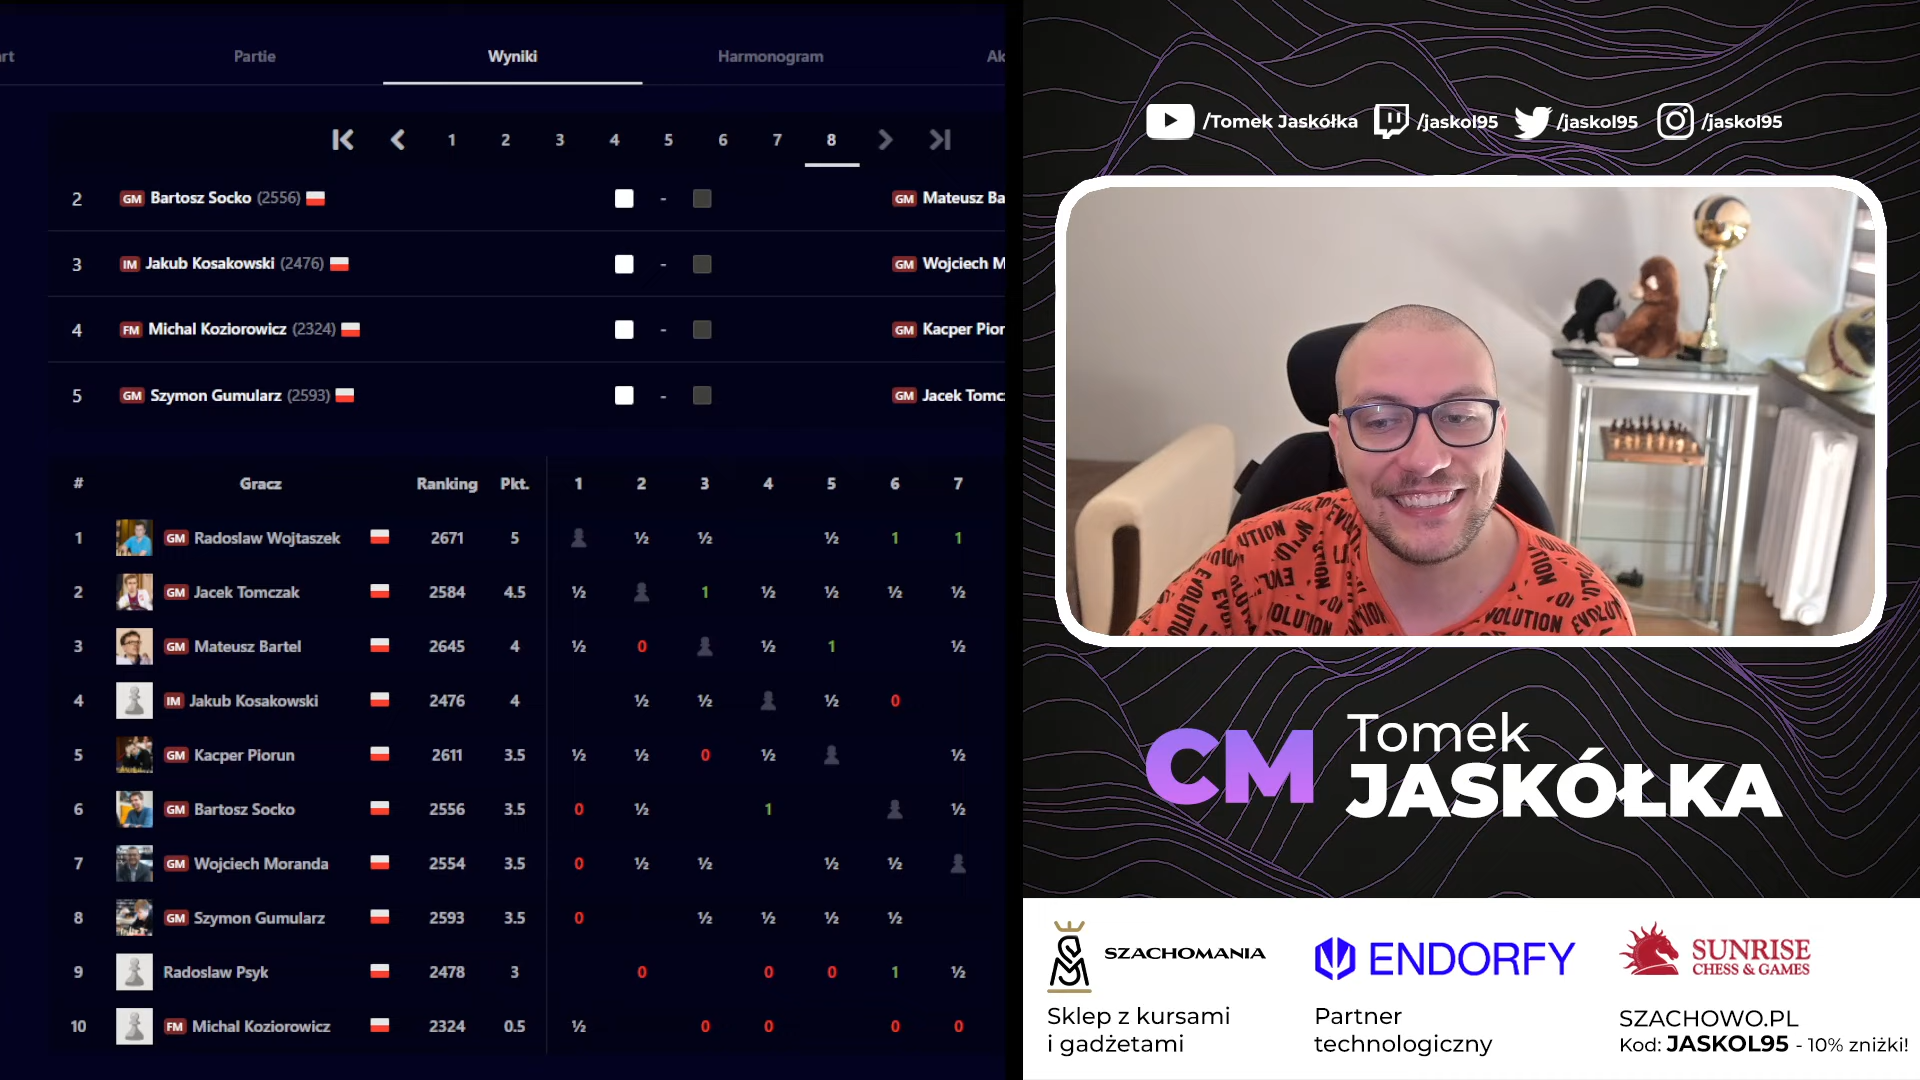 Partie Wyniki Harmonogram
1 2 3 4 5 6 7 8
2 GM Bartosz Socko (2556) - GM Mateusz Ba
3 IM Jakub Kosakowski (2476) - GM Wojciech M
4 FM Michal Koziorowicz (2324) - GM Kacper Pior
5 GM Szymon Gumularz (2593) - GM Jacek Tomc
# Gracz Ranking Pkt. 1 2 3 4 5 6 7
1 GM Radoslaw Wojtaszek 2671 5 ½ ½ ½ 1 1
2 GM Jacek Tomczak 2584 4.5 ½ 1 ½ ½ ½ ½
3 GM Mateusz Bartel 2645 4 ½ 0 ½ 1 ½
4 IM Jakub Kosakowski 2476 4 ½ ½ ½ 0
5 GM Kacper Piorun 2611 3.5 ½ ½ 0 ½ ½
6 GM Bartosz Socko 2556 3.5 0 ½ 1 ½
7 GM Wojciech Moranda 2554 3.5 0 ½ ½ ½ ½
8 GM Szymon Gumularz 2593 3.5 0 ½ ½ ½ ½
9 Radoslaw Psyk 2478 3 0 0 0 1 ½
10 FM Michal Koziorowicz 2324 0.5 ½ 0 0 0 0
/Tomek Jaskółka /jaskol95 /jaskol95 /jaskol95
CM Tomek
JASKÓŁKA
SZACHOMANIA
Sklep z kursami
i gadżetami
ENDORFY
Partner
technologiczny
SUNRISE
CHESS & GAMES
SZACHOWO.PL
Kod: JASKOL95 - 10% zniżki!